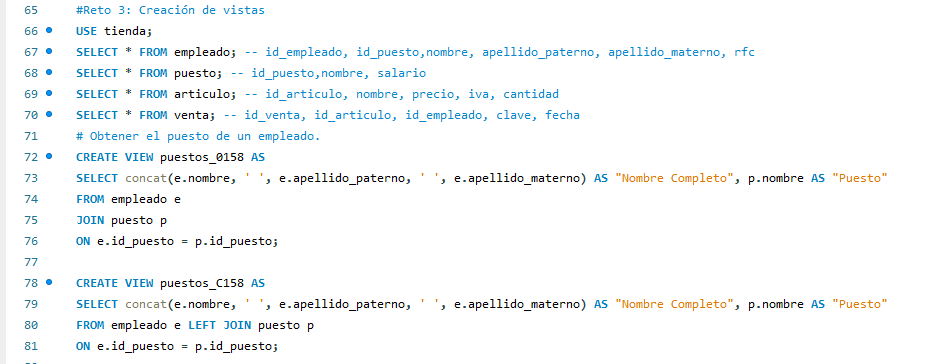 65 #Reto 3: Creación de vistas
66 USE tienda;
67 SELECT * FROM empleado; -- id_empleado, id_puesto,nombre, apellido_paterno, apellido_materno, rfc
68 SELECT * FROM puesto; -- id_puesto,nombre, salario
69 SELECT * FROM articulo; -- id_articulo, nombre, precio, iva, cantidad
70 SELECT * FROM venta; -- id_venta, id_articulo, id_empleado, clave, fecha
71 # Obtener el puesto de un empleado.
72 CREATE VIEW puestos_0158 AS
73 SELECT concat(e.nombre, ' ', e.apellido_paterno, ' ', e.apellido_materno) AS "Nombre Completo", p.nombre AS "Puesto"
74 FROM empleado e
75 JOIN puesto p
76 ON e.id_puesto = p.id_puesto;
77
78 CREATE VIEW puestos_C158 AS
79 SELECT concat(e.nombre, ' ', e.apellido_paterno, ' ', e.apellido_materno) AS "Nombre Completo", p.nombre AS "Puesto"
80 FROM empleado e LEFT JOIN puesto p
81 ON e.id_puesto = p.id_puesto;